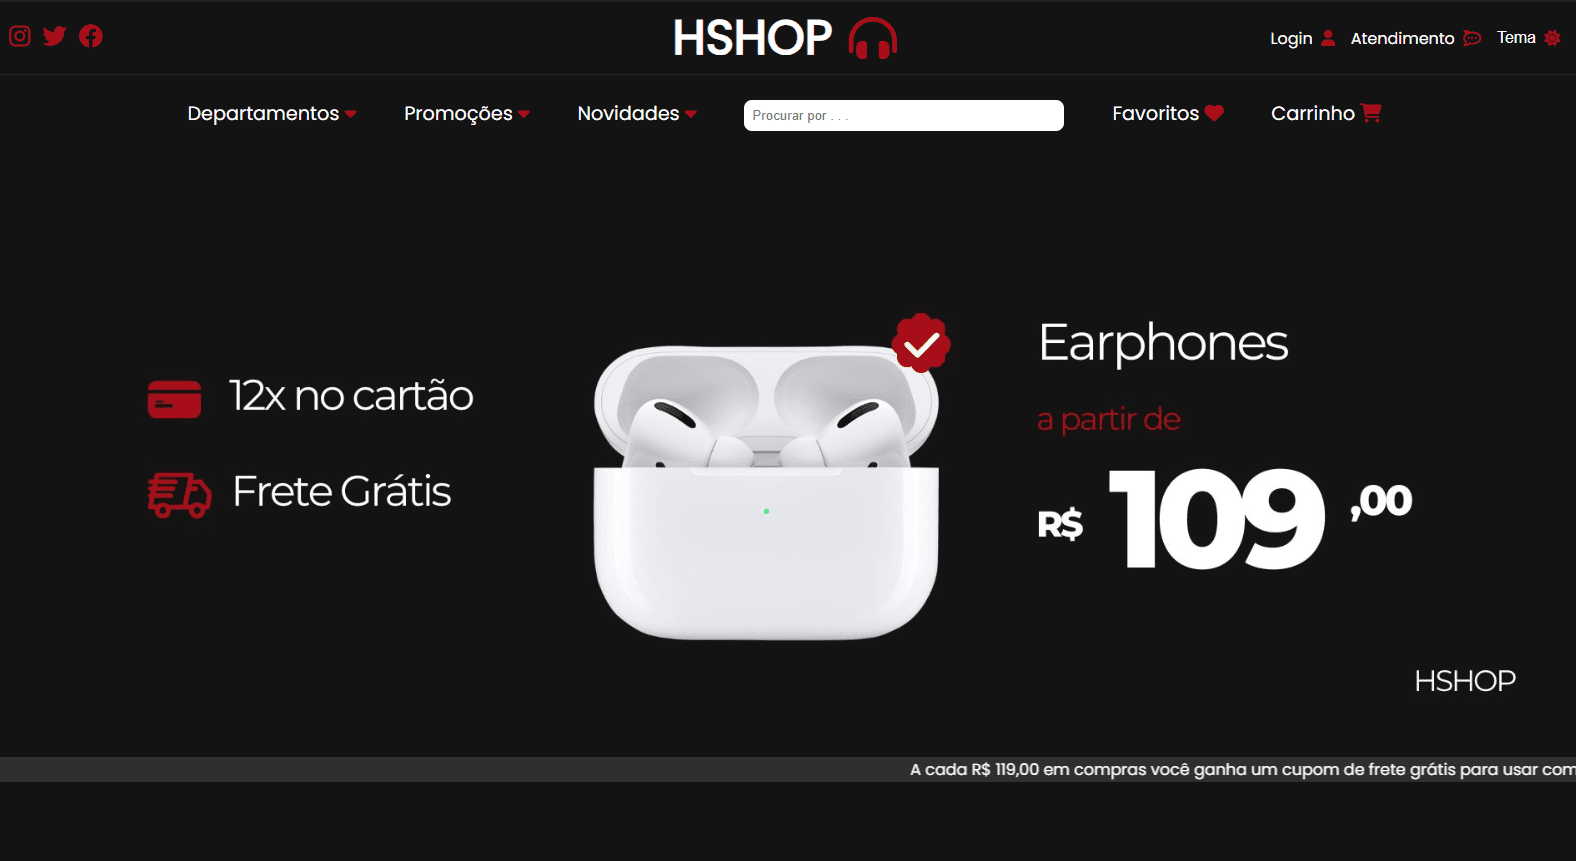 HSHOP
Login Atendimento Tema
Departamentos Promoções Novidades Procurar por . . . Favoritos Carrinho
Earphones
12x no cartão
a partir de
Frete Grátis
R$ 109 ,00
HSHOP
A cada R$ 119,00 em compras você ganha um cupom de frete grátis para usar com